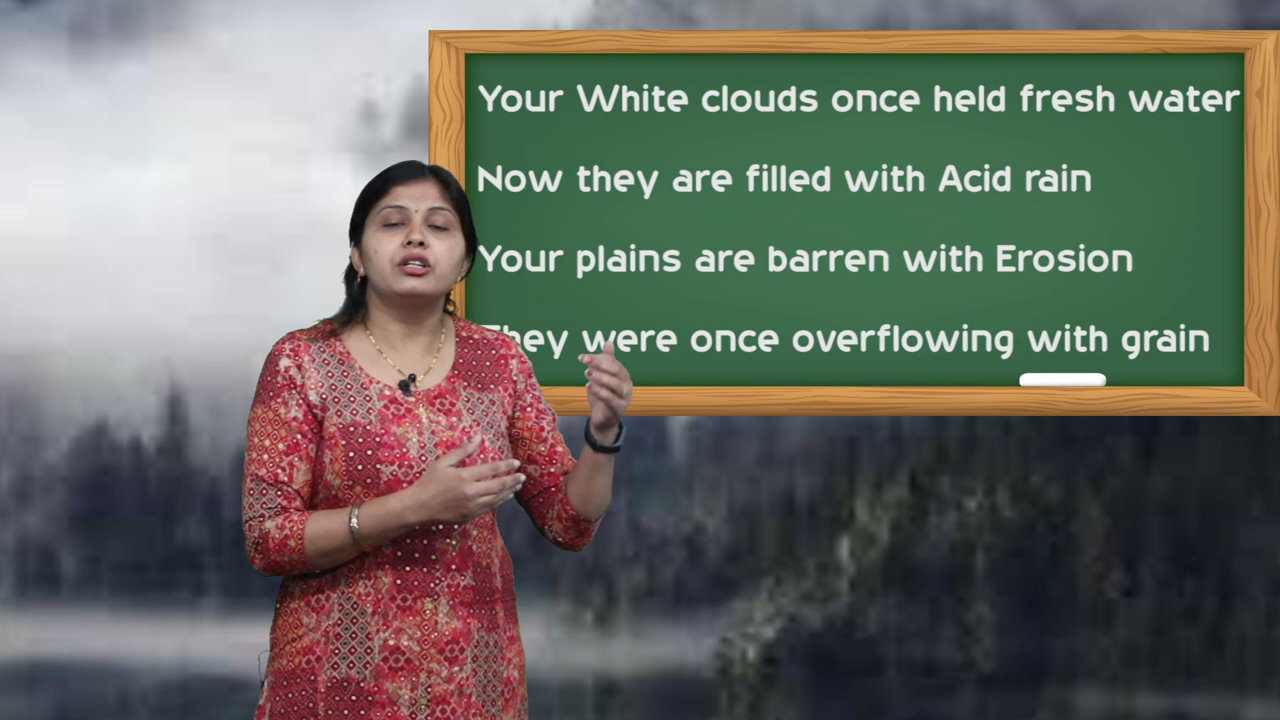 Your White clouds once held fresh water
Now they are filled with Acid rain
Your plains are barren with Erosion
They were once overflowing with grain